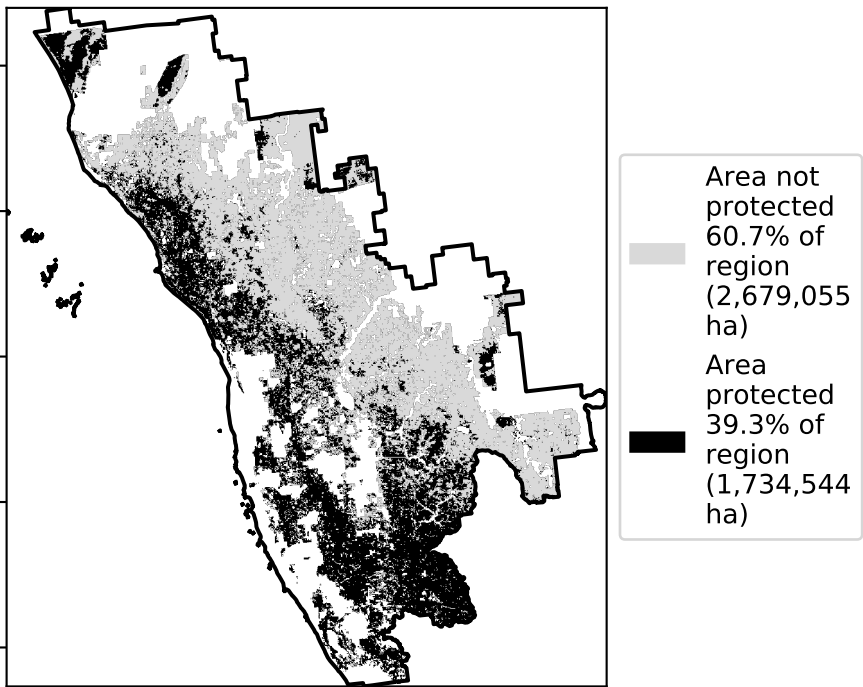 Area not
protected
60.7% of
region
(2,679,055
ha)
Area
protected
39.3% of
region
(1,734,544
ha)